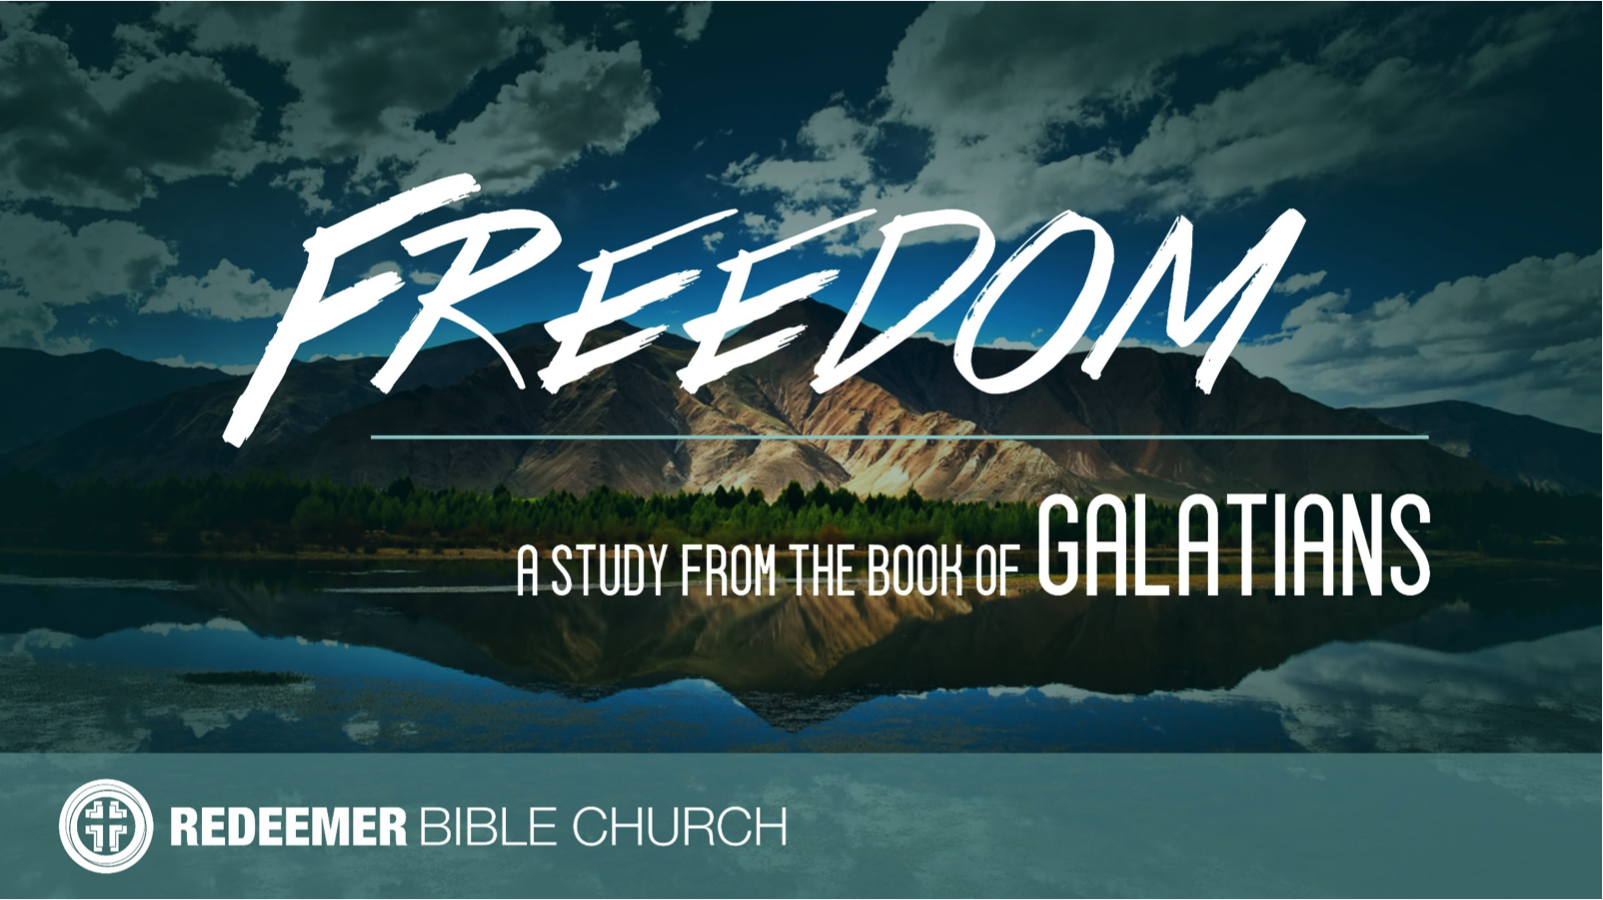 FREEDOM
A STUDY FROM THE BOOK OF GALATIANS
REDEEMER BIBLE CHURCH